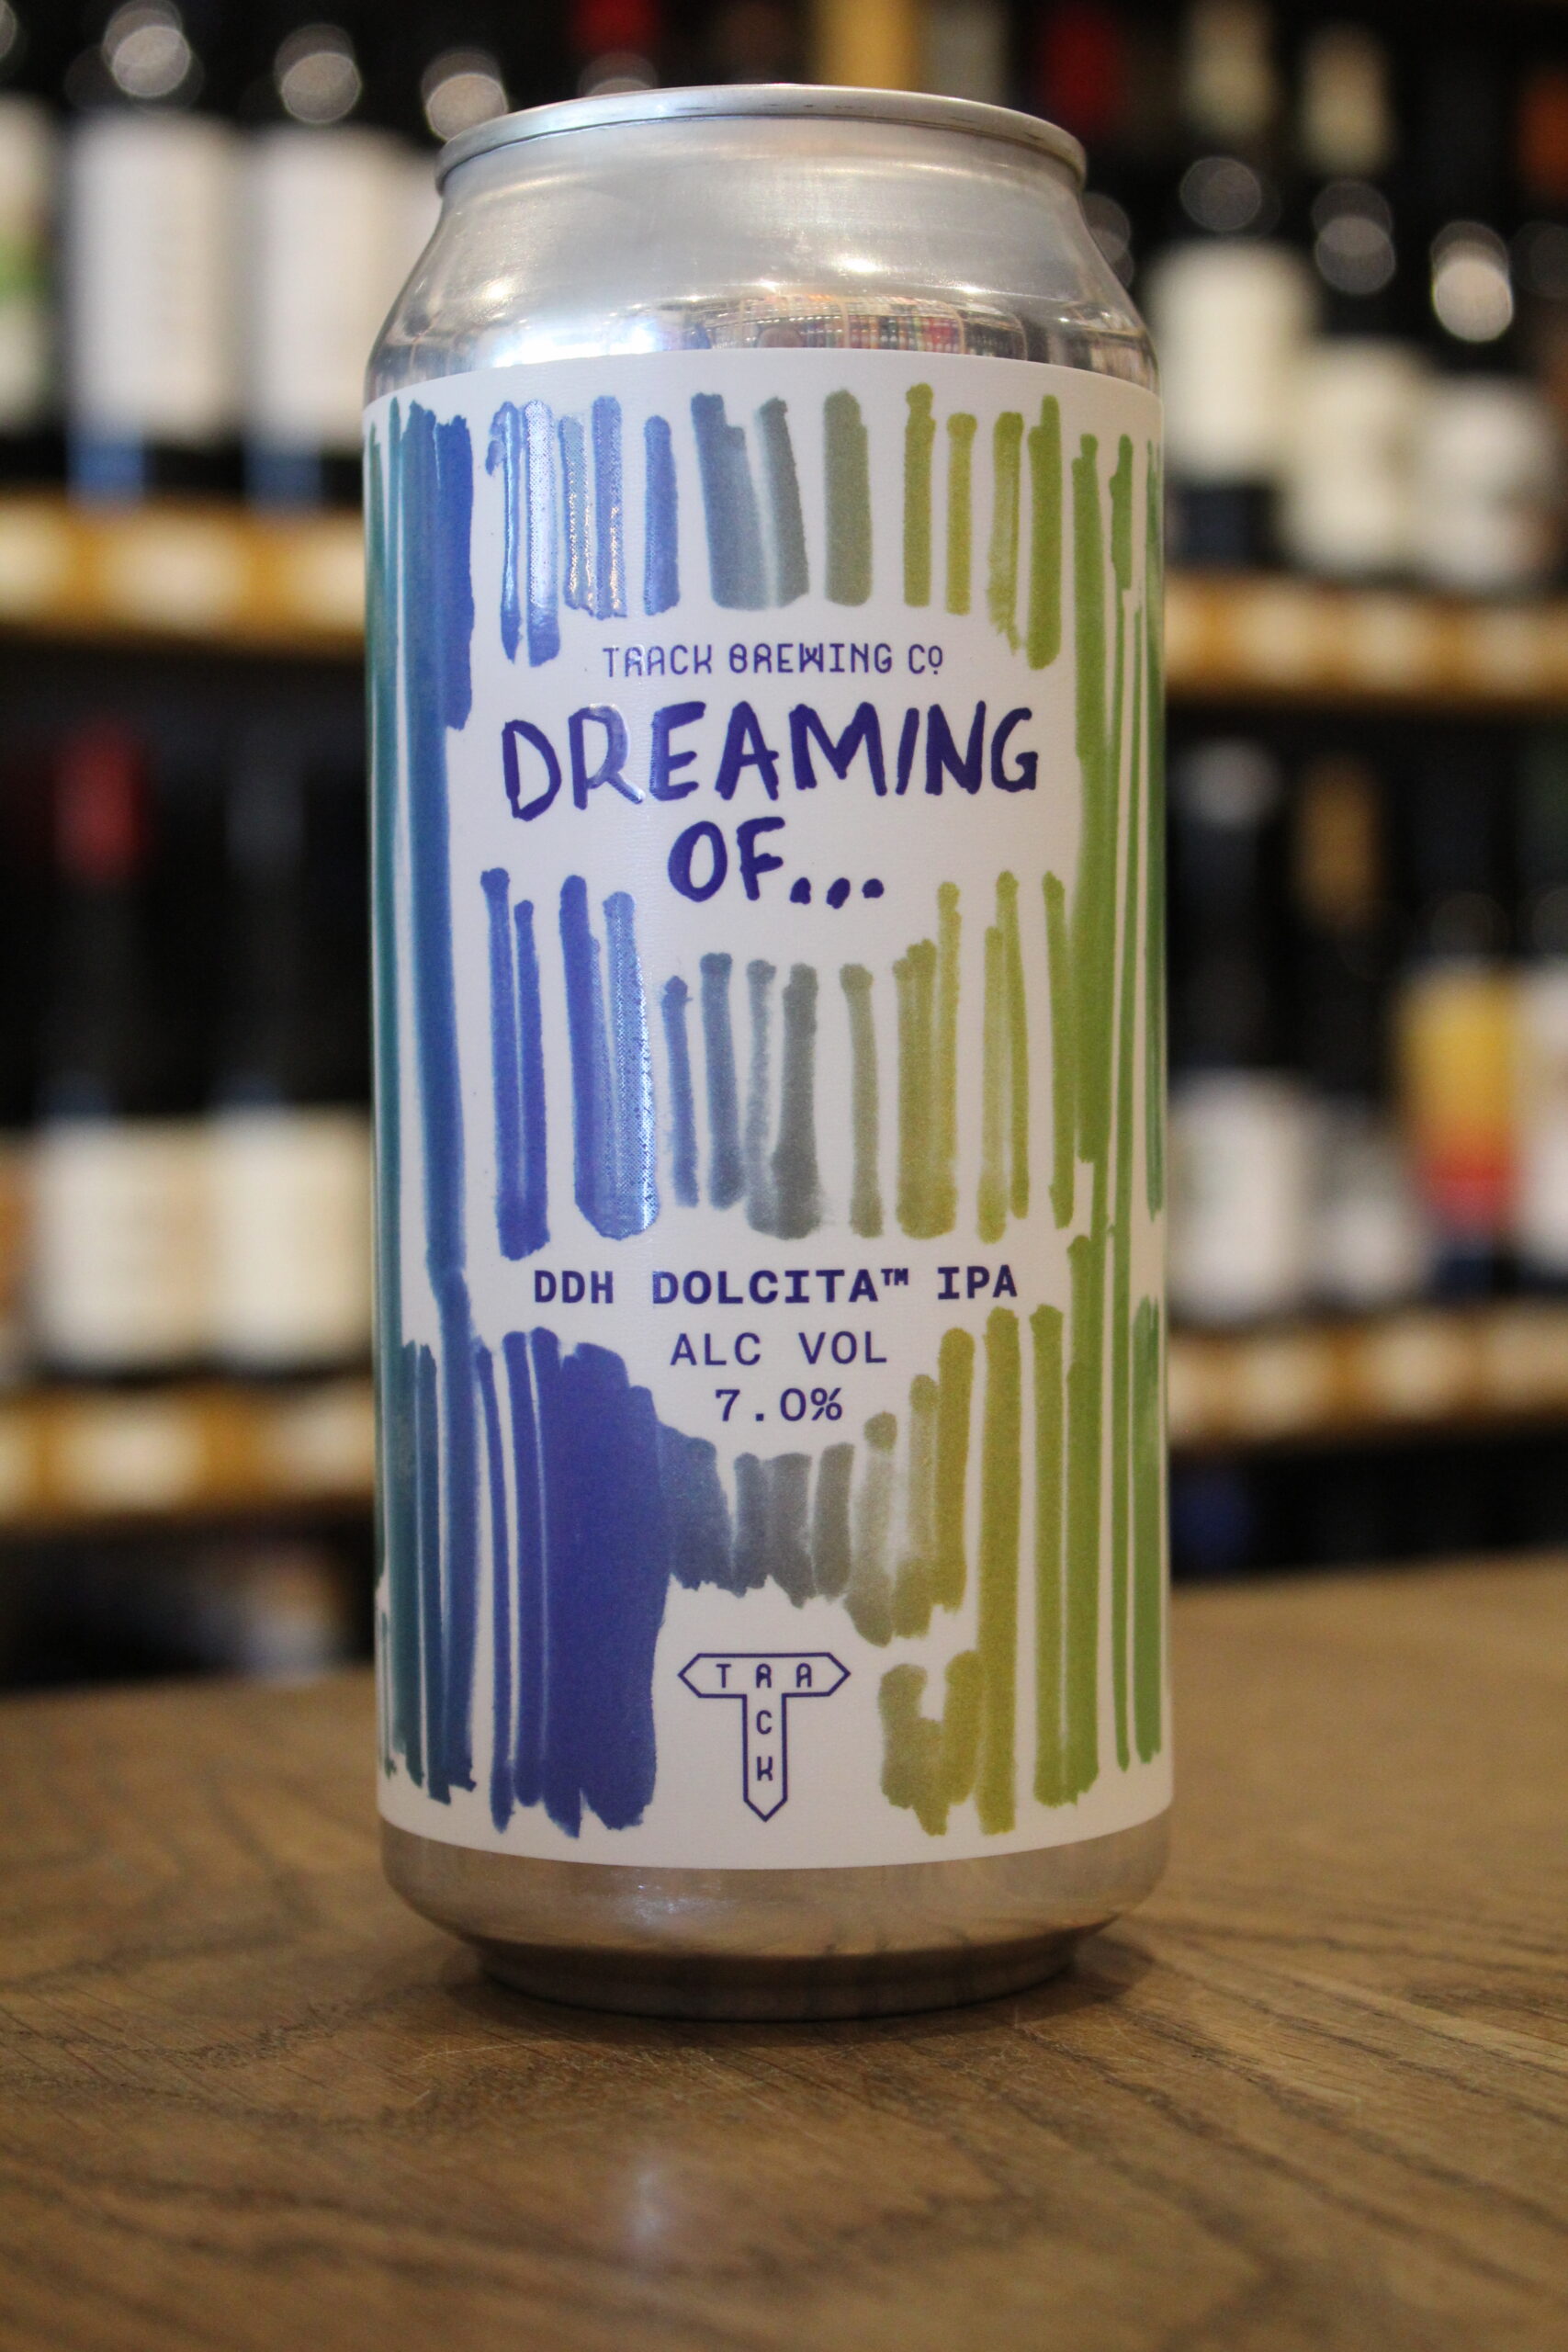 TRACK BREWING Cº
DREAMING
OF...
DDH DOLCITA™ IPA
ALC VOL
7.0%
TRA
C
K